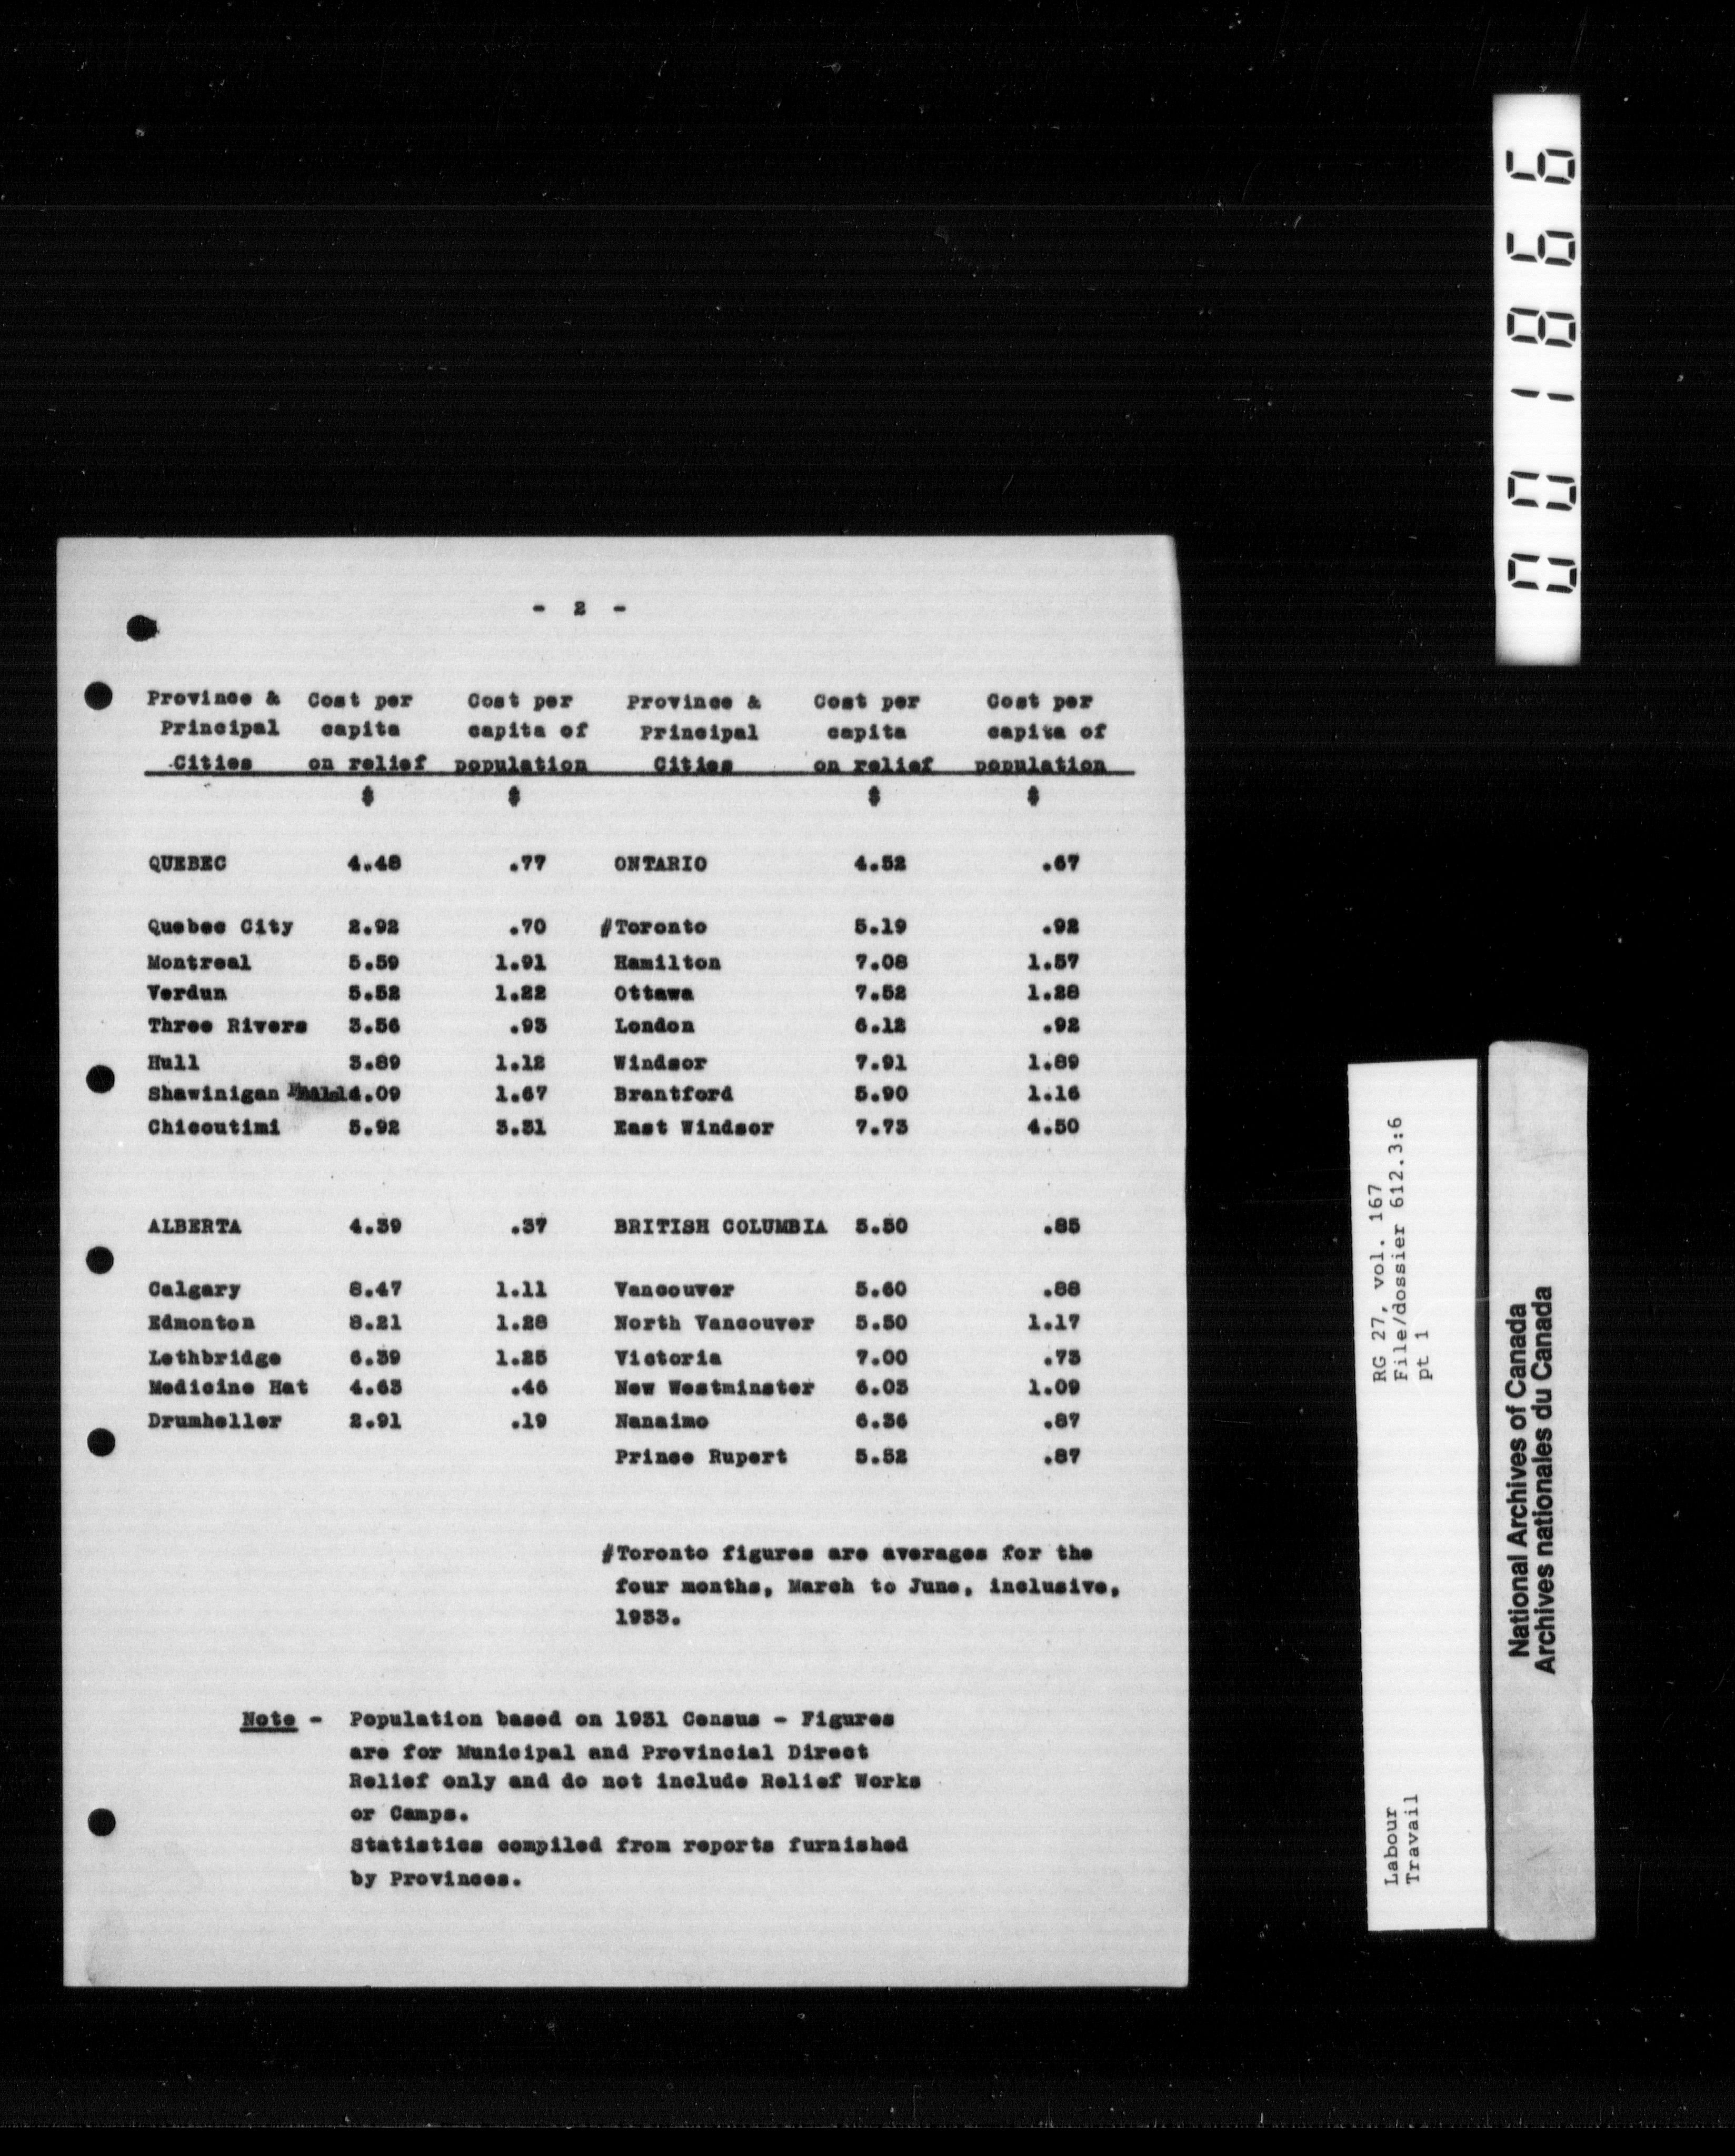 - 2 -
Province & Cost per Cost per Province & Cost per Cost per
Principal capita capita of Principal capita capita of
Cities on relief population Cities on relief population
$ $ $ $
QUEBEC 4.48 .77 ONTARIO 4.52 .67
Quebec City 2.92 .70 #Toronto 5.19 .92
Montreal 5.59 1.91 Hamilton 7.08 1.57
Verdun 5.52 1.22 Ottawa 7.52 1.28
Three Rivers 3.56 .93 London 6.12 .92
Hull 3.89 1.12 Windsor 7.91 1.89
Shawinigan 4.09 1.67 Brantford 5.90 1.16
Chicoutimi 5.92 3.31 East Windsor 7.73 4.50
ALBERTA 4.39 .37 BRITISH COLUMBIA 5.50 .85
Calgary 8.47 1.11 Vancouver 5.60 .88
Edmonton 8.21 1.28 North Vancouver 5.50 1.17
Lethbridge 6.39 1.25 Victoria 7.00 .73
Medicine Hat 4.63 .46 New Westminster 6.03 1.09
Drumheller 2.91 .19 Nanaimo 6.36 .87
Prince Rupert 5.52 .87
#Toronto figures are averages for the
four months, March to June, inclusive,
1933.
Note - Population based on 1931 Census - Figures
are for Municipal and Provincial Direct
Relief only and do not include Relief Works
or Camps.
Statistics compiled from reports furnished
by Provinces.
001866
RG 27, vol. 167
File/dossier 612.3:6
pt 1
Labour
Travail
National Archives of Canada
Archives nationales du Canada